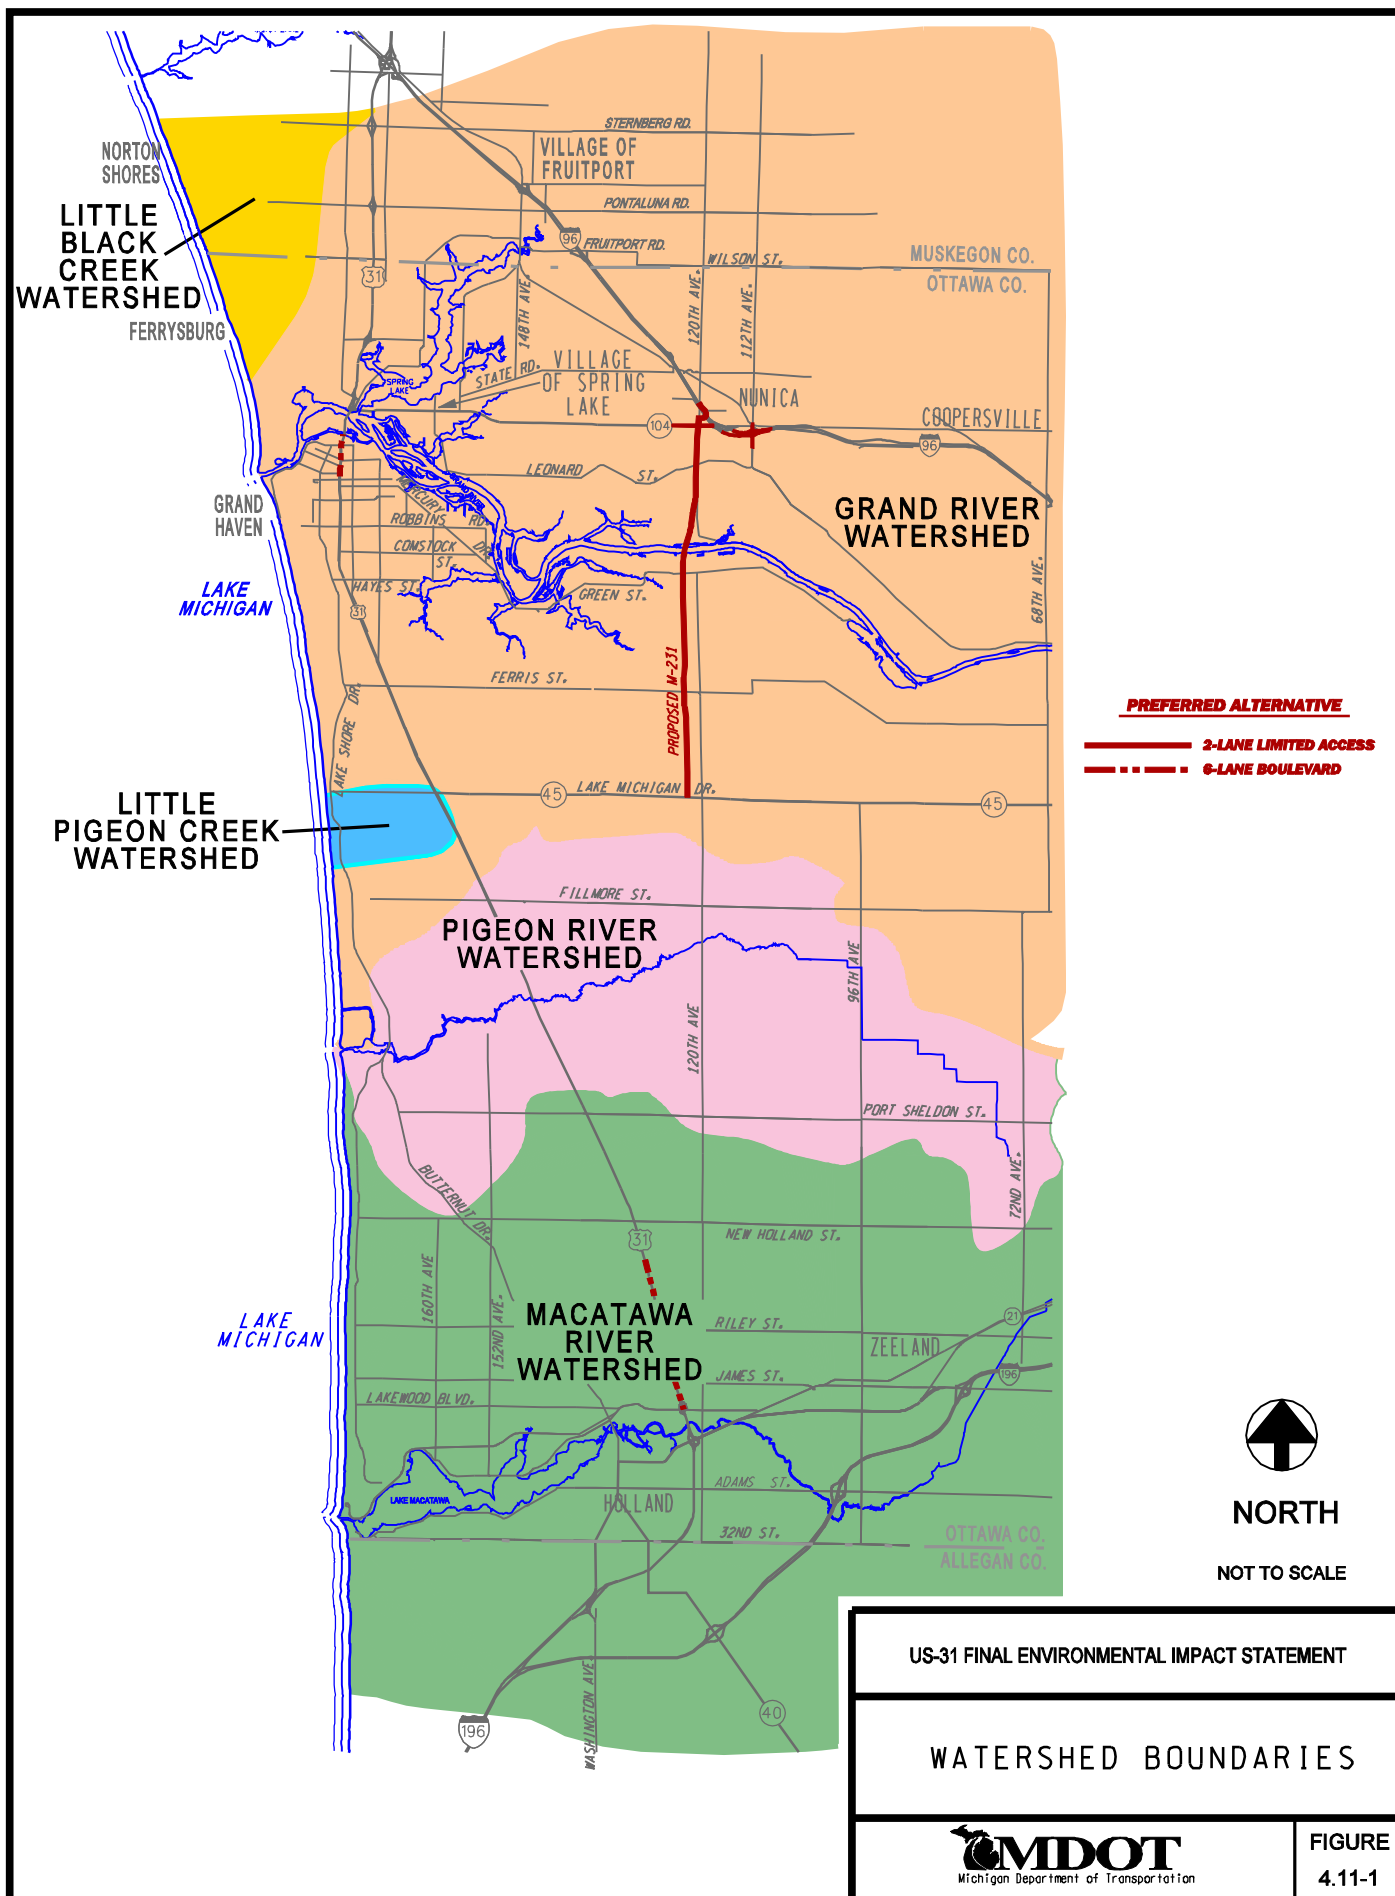 STERNBERG RD.
NORTON
SHORES
VILLAGE OF
FRUITPORT
LITTLE
BLACK
CREEK
WATERSHED
PONTALUNA RD.
96
FRUITPORT RD.
WILSON ST.
MUSKEGON CO.
OTTAWA CO.
31
FERRYSBURG
148TH AVE.
120TH AVE.
112TH AVE.
SPRING
LAKE
STATE RD.
VILLAGE
OF SPRING
LAKE
NUNICA
COOPERSVILLE
104
96
LEONARD ST.
GRAND
HAVEN
MERCURY DR.
GRAND RIVER
ROBBINS RD.
COMSTOCK
ST.
GRAND RIVER
WATERSHED
LAKE
MICHIGAN
HAYES ST.
31
GREEN ST.
68TH AVE.
FERRIS ST.
PROPOSED M-231
LAKE SHORE DR.
PREFERRED ALTERNATIVE
2-LANE LIMITED ACCESS
6-LANE BOULEVARD
LITTLE
PIGEON CREEK
WATERSHED
45
LAKE MICHIGAN DR.
45
FILLMORE ST.
PIGEON RIVER
WATERSHED
96TH AVE
120TH AVE
PORT SHELDON ST.
72ND AVE.
BUTTERNUT DR.
NEW HOLLAND ST.
31
160TH AVE
152ND AVE.
LAKE
MICHIGAN
MACATAWA
RIVER
WATERSHED
RILEY ST.
ZEELAND
21
JAMES ST.
196
LAKEWOOD BLVD.
LAKE MACATAWA
HOLLAND
ADAMS ST.
32ND ST.
OTTAWA CO.
ALLEGAN CO.
WASHINGTON AVE.
196
40
NORTH
NOT TO SCALE
US-31 FINAL ENVIRONMENTAL IMPACT STATEMENT
WATERSHED BOUNDARIES
MDOT
Michigan Department of Transportation
FIGURE
4.11-1